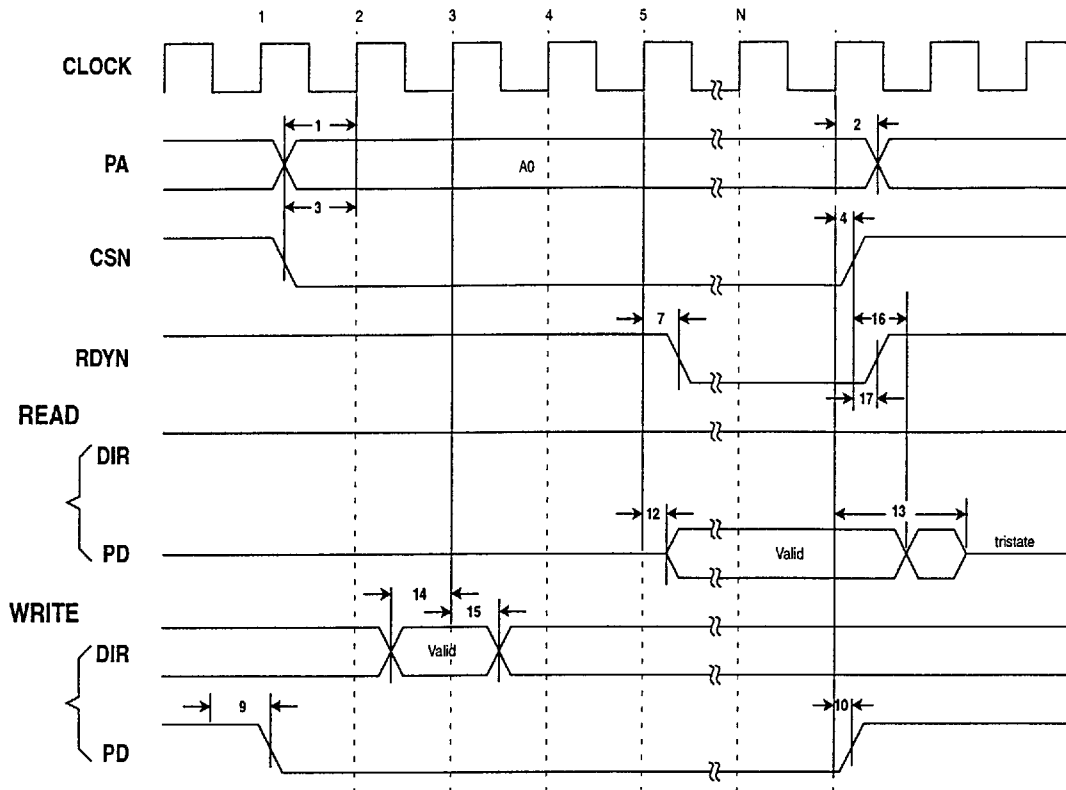 1 2 3 4 5 N
CLOCK
1 2
PA A0
3 4
CSN
7 16
RDYN
17
READ
DIR
12 13
PD Valid tristate
14
WRITE 15
DIR Valid
9 10
PD